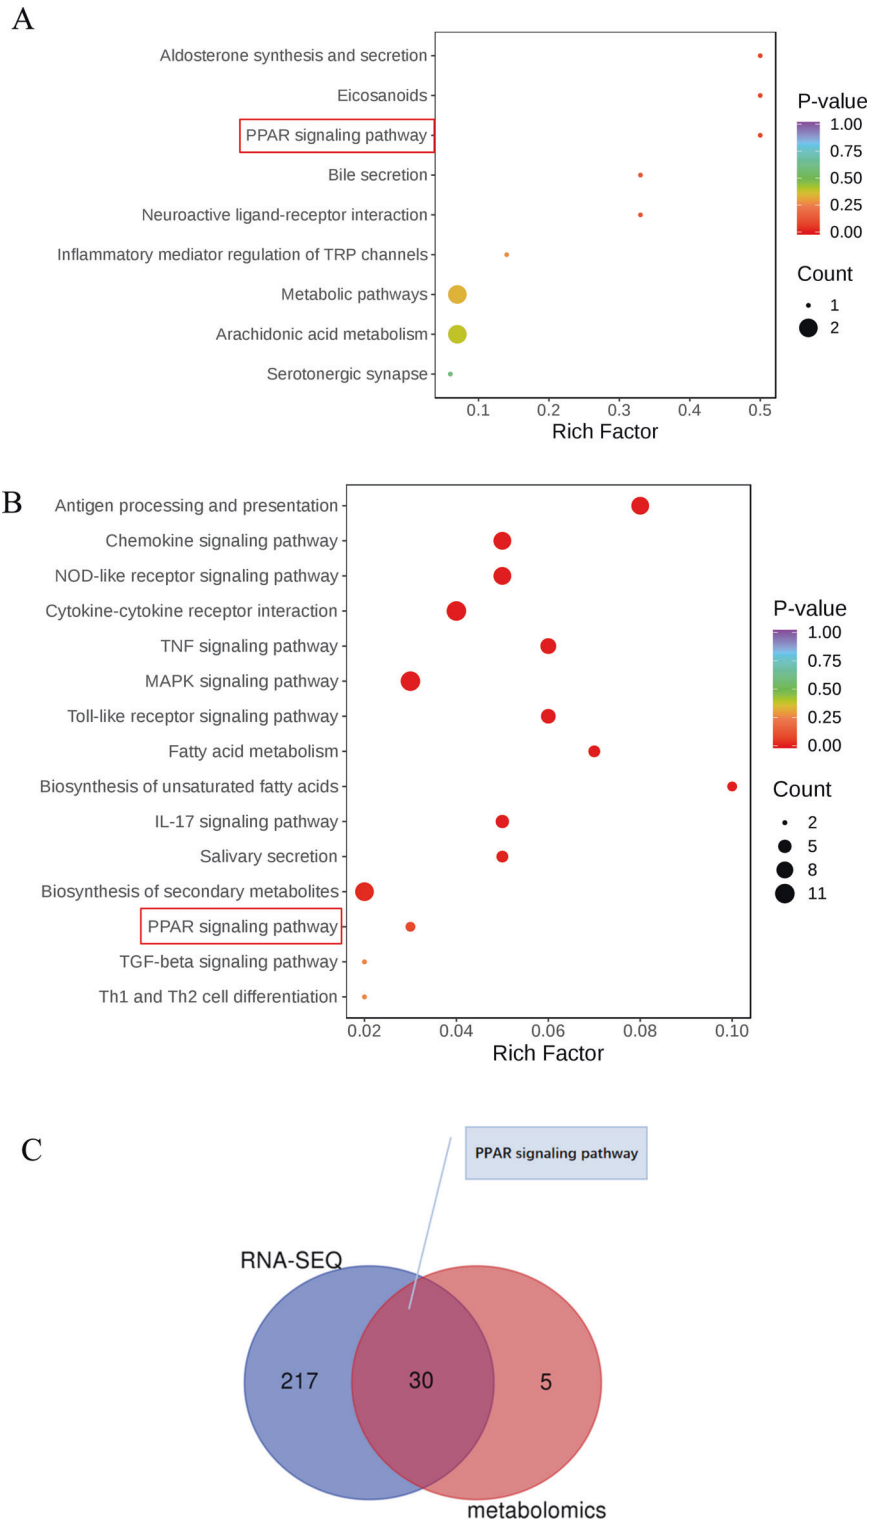 A
Aldosterone synthesis and secretion
Eicosanoids
PPAR signaling pathway
Bile secretion
Neuroactive ligand-receptor interaction
Inflammatory mediator regulation of TRP channels
Metabolic pathways
Arachidonic acid metabolism
Serotonergic synapse
0.1 0.2 0.3 0.4 0.5
Rich Factor
P-value
1.00
0.75
0.50
0.25
0.00
Count
1
2
B
Antigen processing and presentation
Chemokine signaling pathway
NOD-like receptor signaling pathway
Cytokine-cytokine receptor interaction
TNF signaling pathway
MAPK signaling pathway
Toll-like receptor signaling pathway
Fatty acid metabolism
Biosynthesis of unsaturated fatty acids
IL-17 signaling pathway
Salivary secretion
Biosynthesis of secondary metabolites
PPAR signaling pathway
TGF-beta signaling pathway
Th1 and Th2 cell differentiation
0.02 0.04 0.06 0.08 0.10
Rich Factor
P-value
1.00
0.75
0.50
0.25
0.00
Count
2
5
8
11
C
PPAR signaling pathway
RNA-SEQ
217 30 5
metabolomics